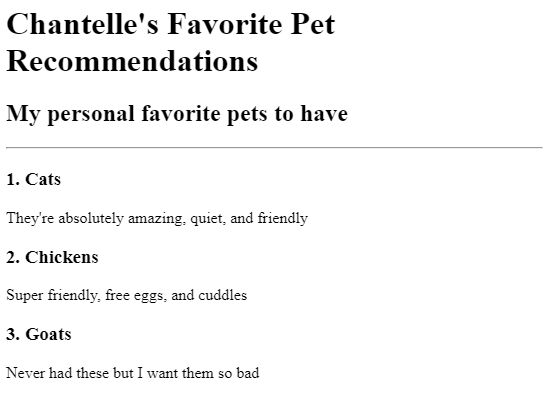 Chantelle's Favorite Pet
Recommendations
My personal favorite pets to have
1. Cats
They're absolutely amazing, quiet, and friendly
2. Chickens
Super friendly, free eggs, and cuddles
3. Goats
Never had these but I want them so bad